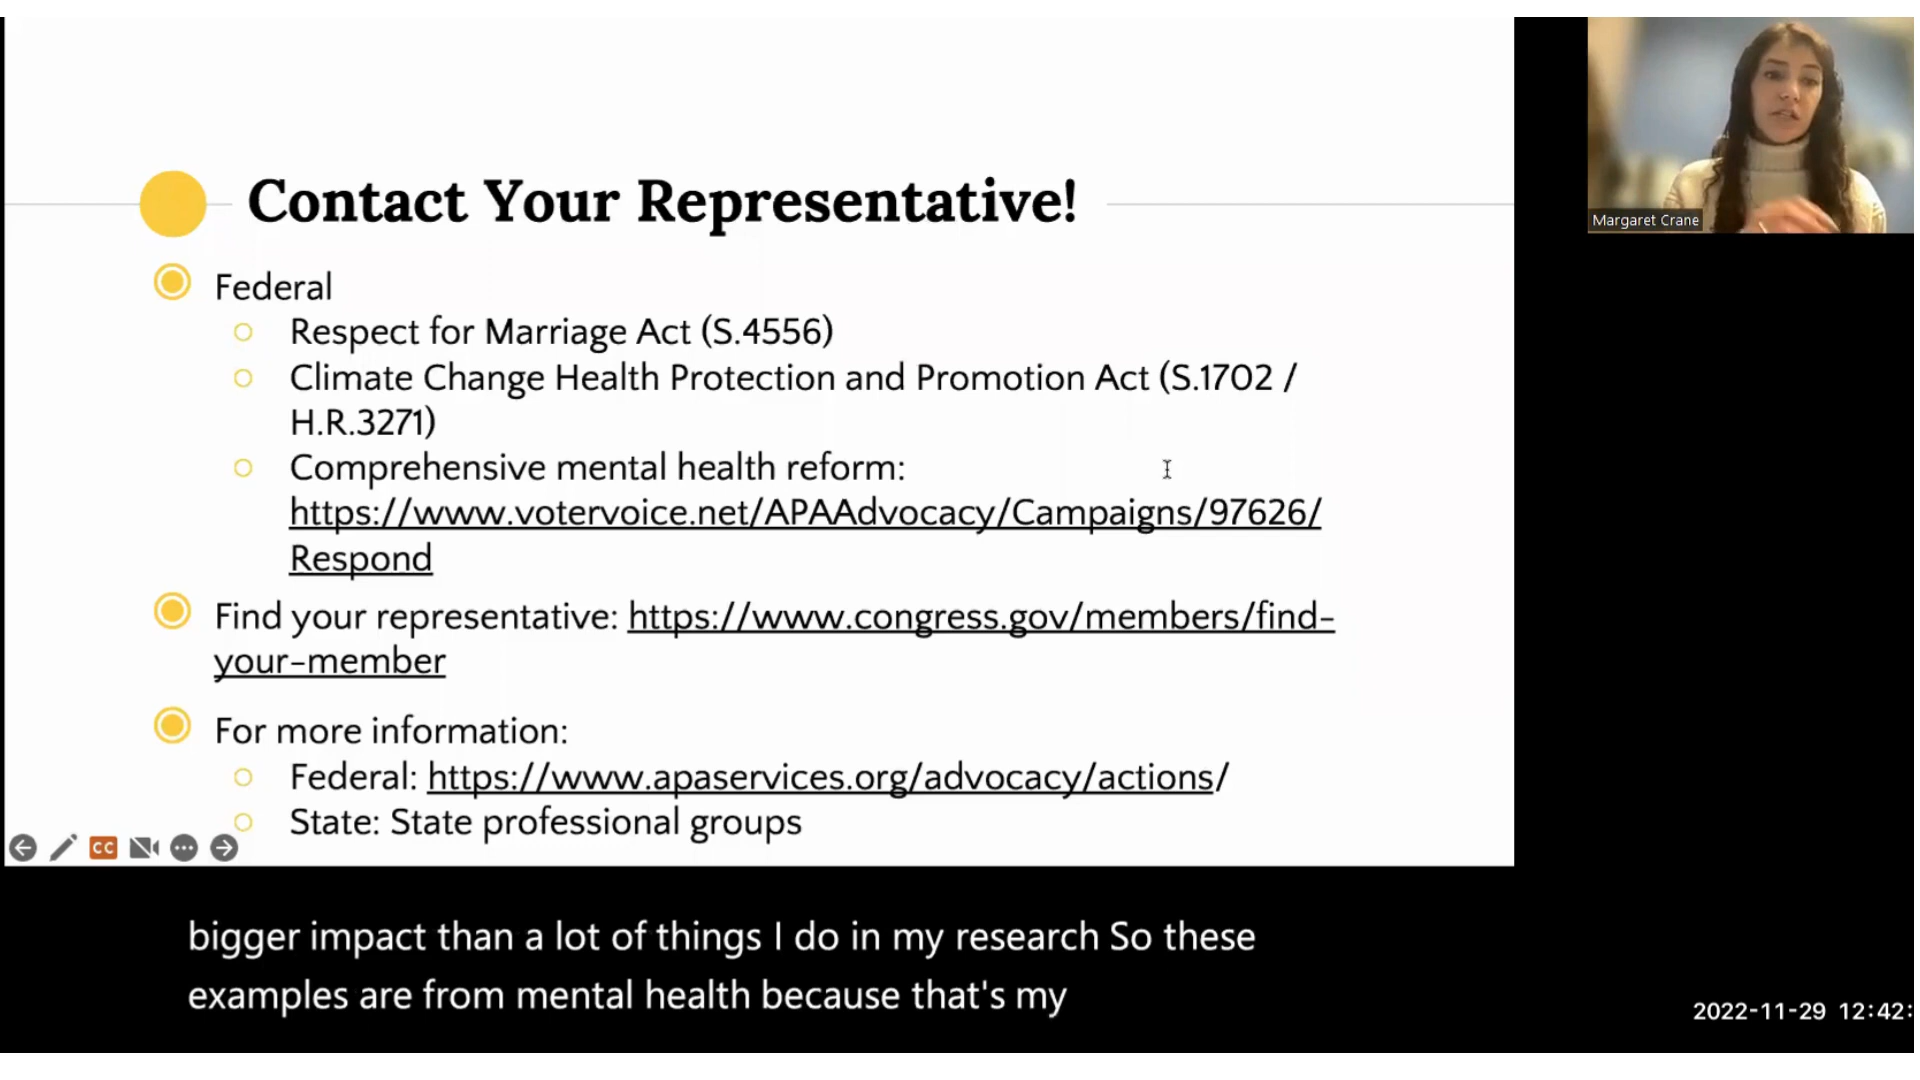 Contact Your Representative!
Federal
Respect for Marriage Act (S.4556)
Climate Change Health Protection and Promotion Act (S.1702 /
H.R.3271)
Comprehensive mental health reform:
https://www.votervoice.net/APAAdvocacy/Campaigns/97626/
Respond
Find your representative: https://www.congress.gov/members/find-
your-member
For more information:
Federal: https://www.apaservices.org/advocacy/actions/
State: State professional groups
CC
Margaret Crane
bigger impact than a lot of things I do in my research So these
examples are from mental health because that's my
2022-11-29 12:42: